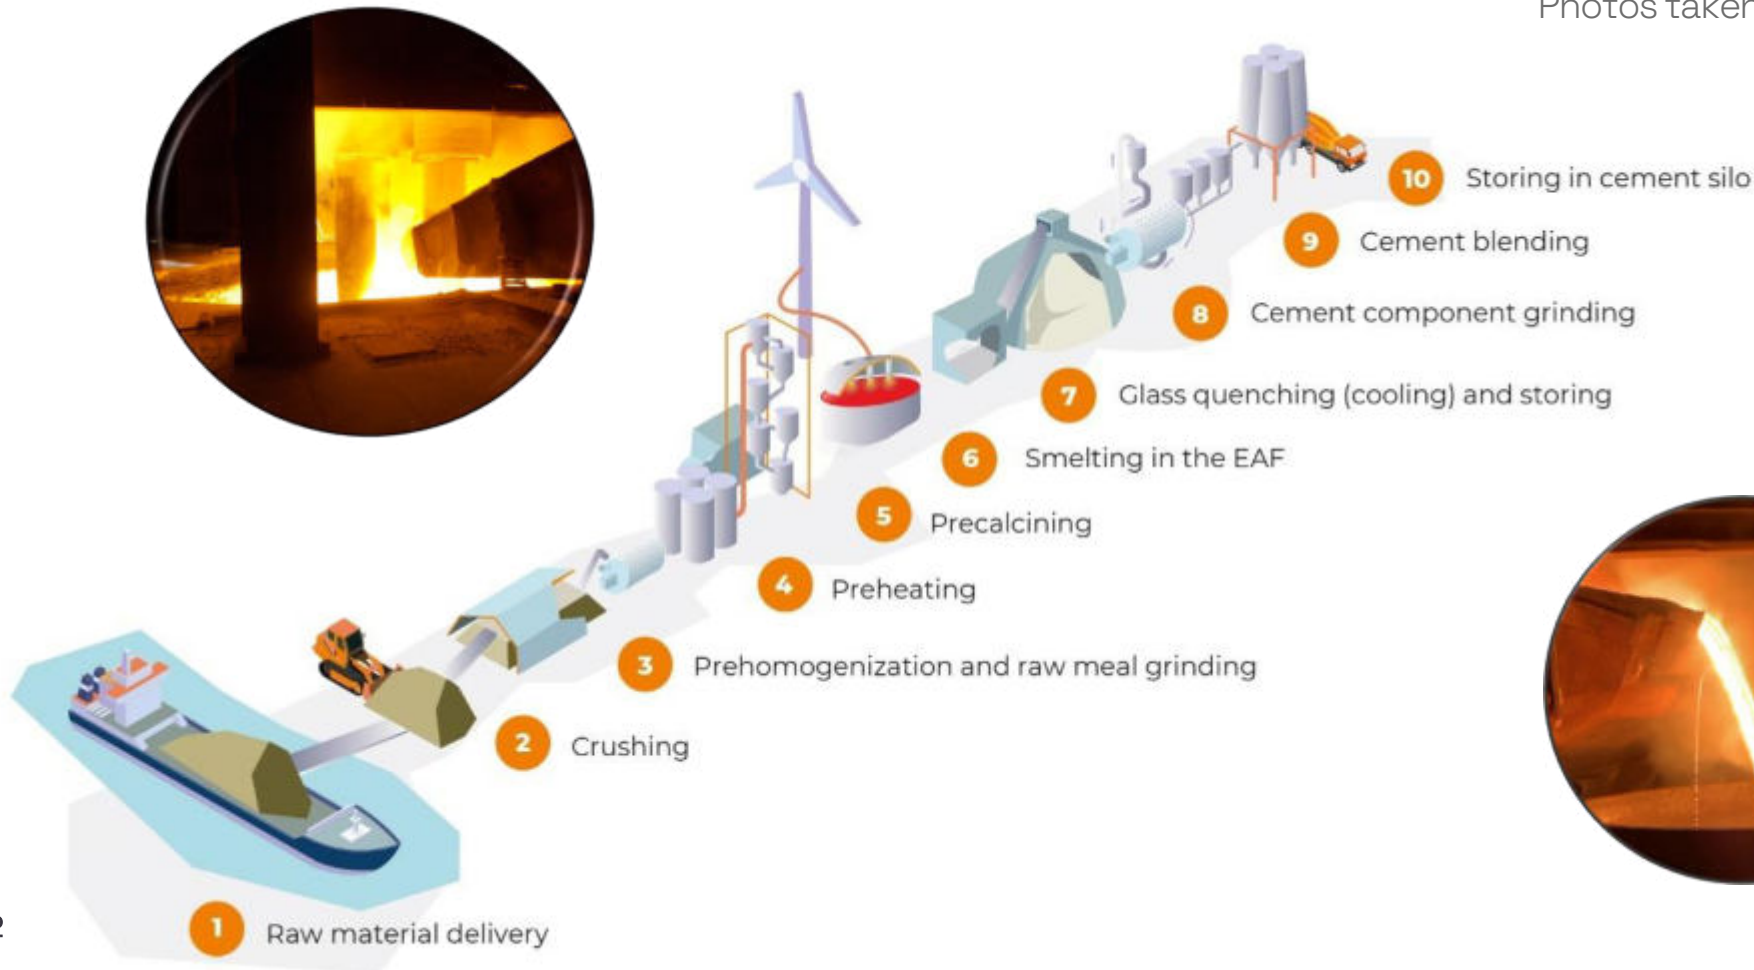 Photos taken
10 Storing in cement silo
9 Cement blending
8 Cement component grinding
7 Glass quenching (cooling) and storing
6 Smelting in the EAF
5 Precalcining
4 Preheating
3 Prehomogenization and raw meal grinding
2 Crushing
1 Raw material delivery
2